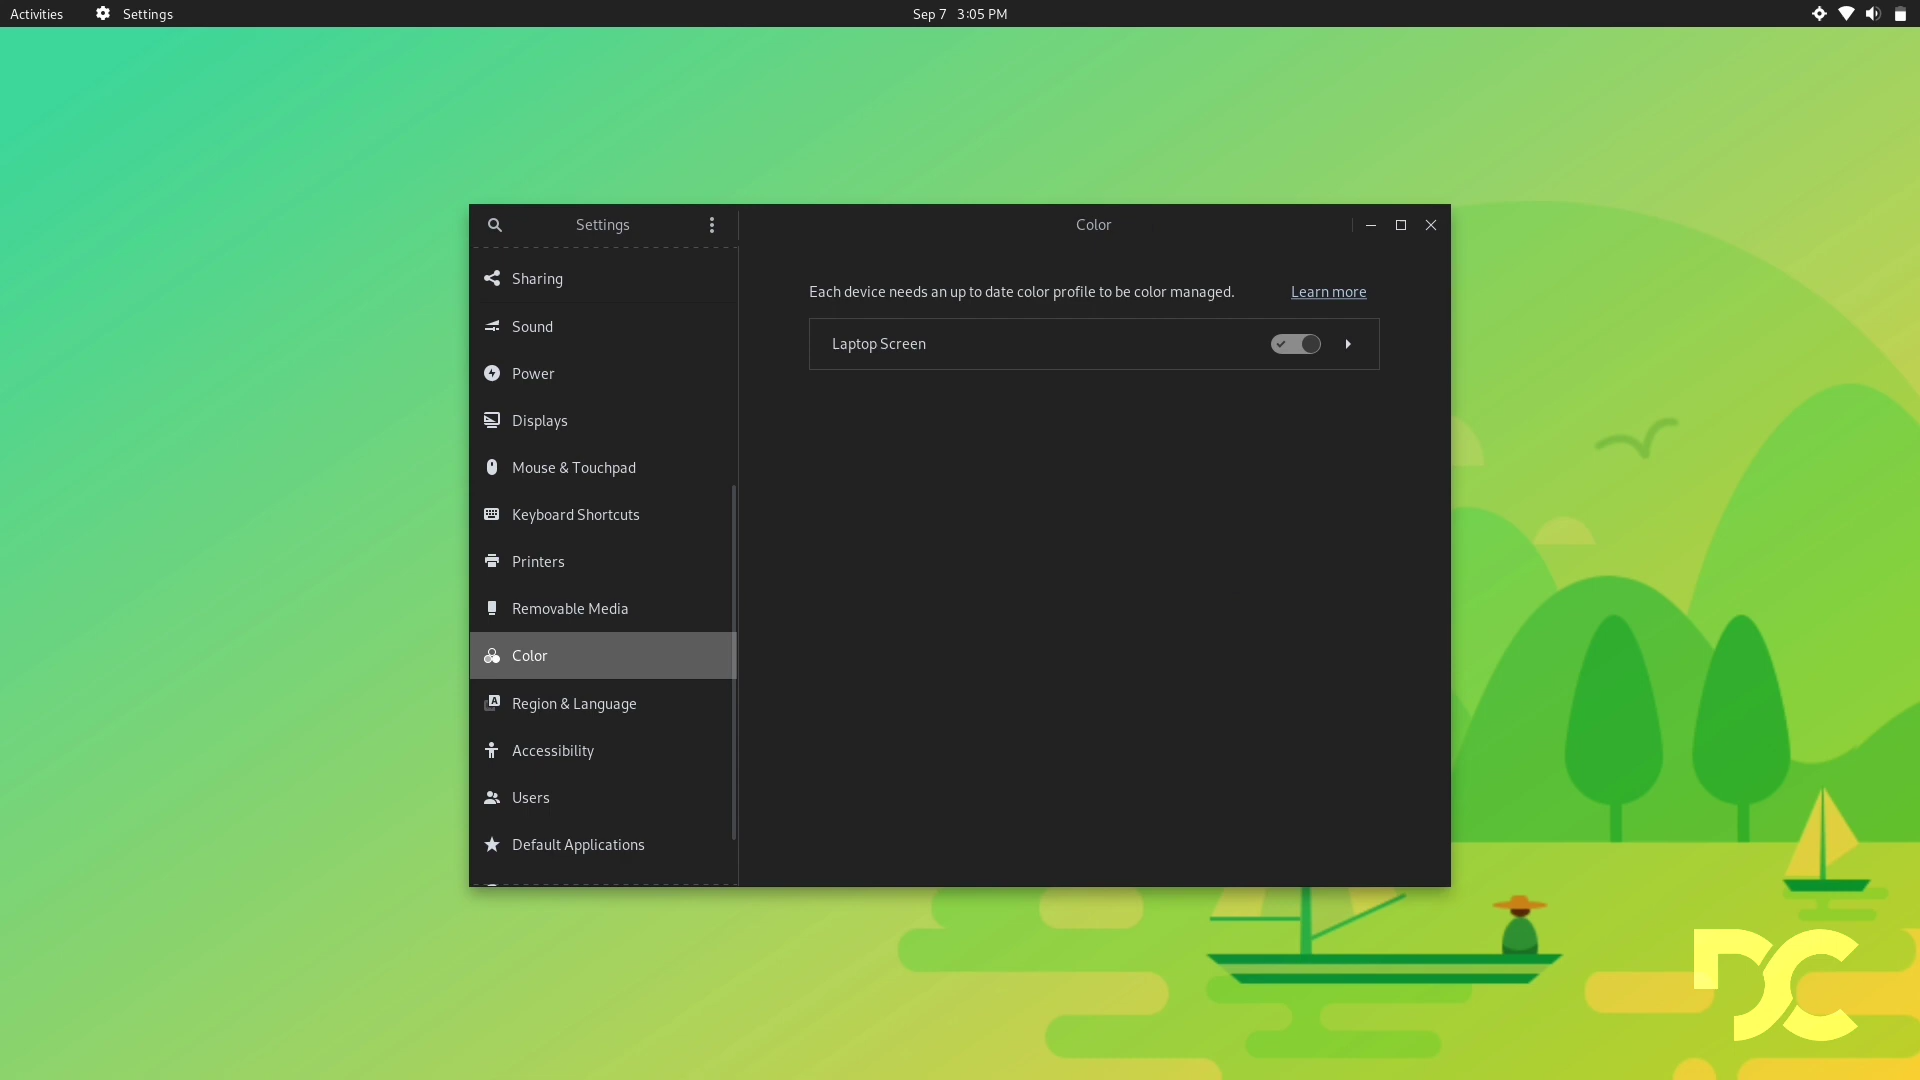 Activities
Settings
Sep 7 3:05 PM
Settings
Color
Sharing
Sound
Power
Displays
Mouse & Touchpad
Keyboard Shortcuts
Printers
Removable Media
Color
Region & Language
Accessibility
Users
Default Applications
Each device needs an up to date color profile to be color managed.
Learn more
Laptop Screen
DC